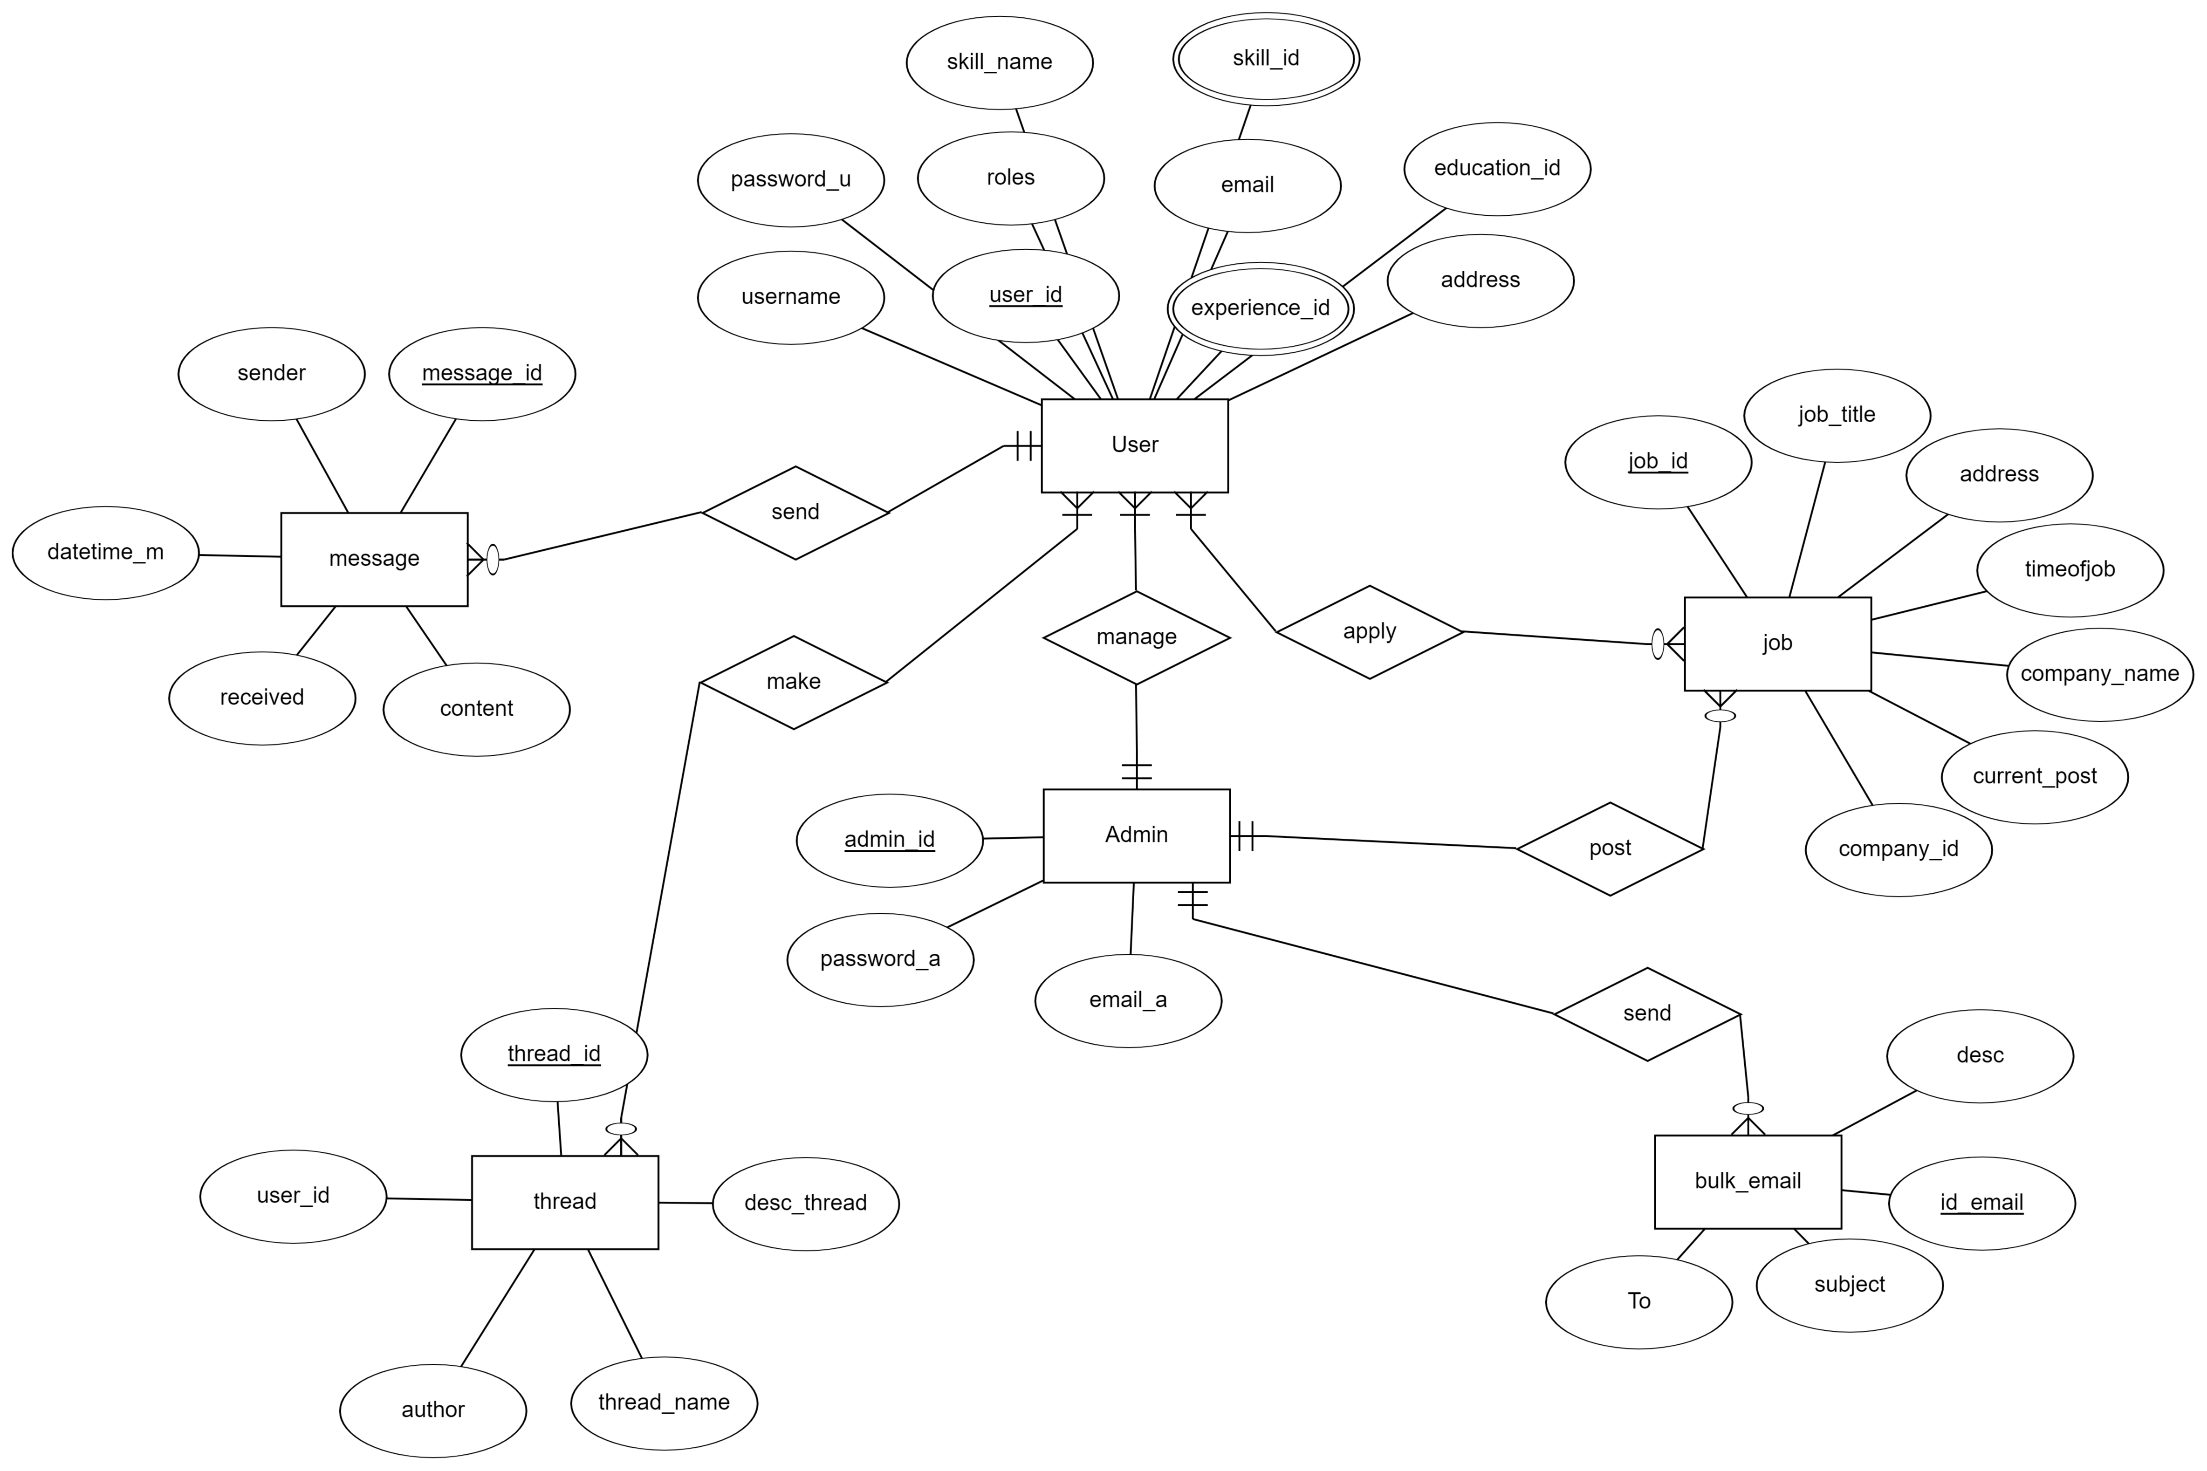 skill_name
skill_id
password_u
roles
email
education_id
username
user_id
experience_id
address
sender
message_id
User
job_id
job_title
address
send
datetime_m
message
timeofjob
manage
apply
job
company_name
make
received
content
current_post
admin_id
Admin
post
company_id
password_a
email_a
send
desc
thread_id
user_id
thread
desc_thread
bulk_email
id_email
To
subject
author
thread_name